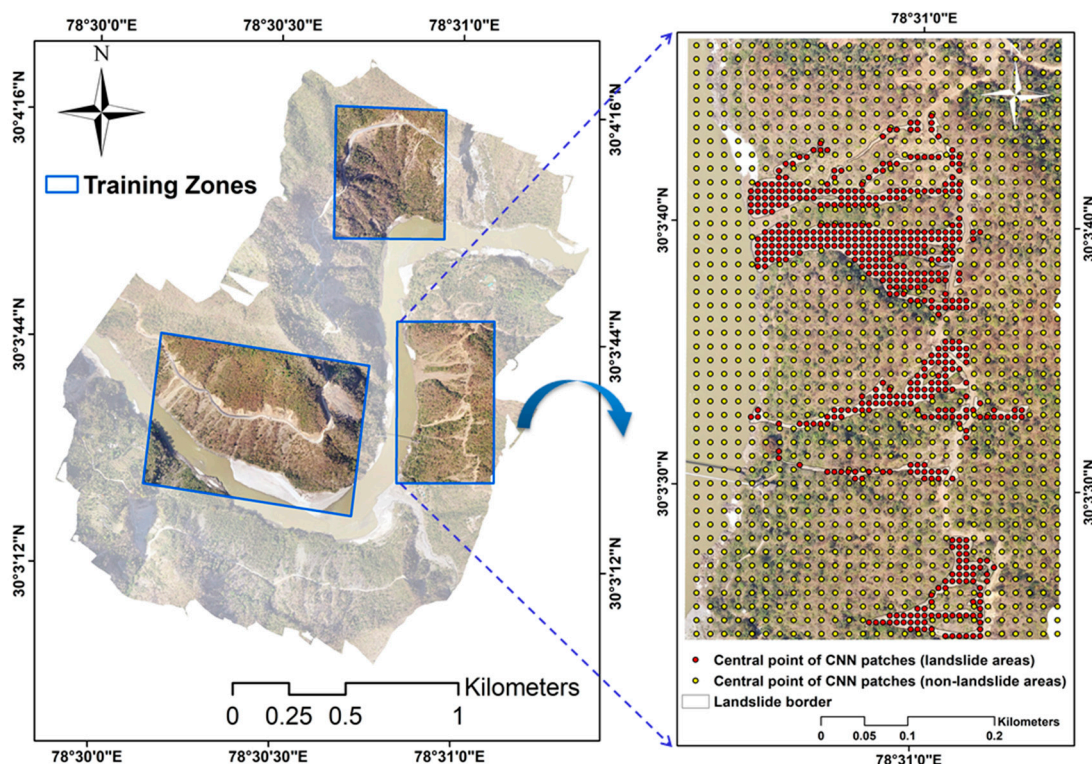 78°30'0"E
78°30'30"E
78°31'0"E
N
30°4'16"N
30°3'44"N
30°3'12"N
Training Zones
30°4'16"N
30°3'44"N
30°3'12"N
Kilometers
0 0.25 0.5 1
78°30'0"E
78°30'30"E
78°31'0"E
78°31'0"E
30°3'40"N
30°3'30"N
30°3'40"N
30°3'30"N
Central point of CNN patches (landslide areas)
Central point of CNN patches (non-landslide areas)
Landslide border
Kilometers
0 0.05 0.1 0.2
78°31'0"E